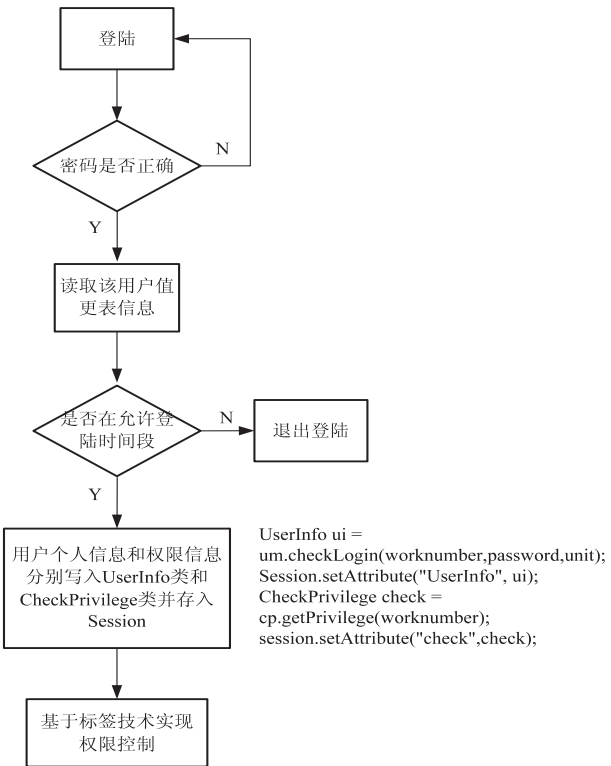 登陆
N
密码是否正确
Y
读取该用户值
更表信息
是否在允许登
陆时间段
N
退出登陆
Y
用户个人信息和权限信息
分别写入UserInfo类和
CheckPrivilege类并存入
Session
UserInfo ui =
um.checkLogin(worknumber,password,unit);
Session.setAttribute("UserInfo", ui);
CheckPrivilege check =
cp.getPrivilege(worknumber);
session.setAttribute("check",check);
基于标签技术实现
权限控制